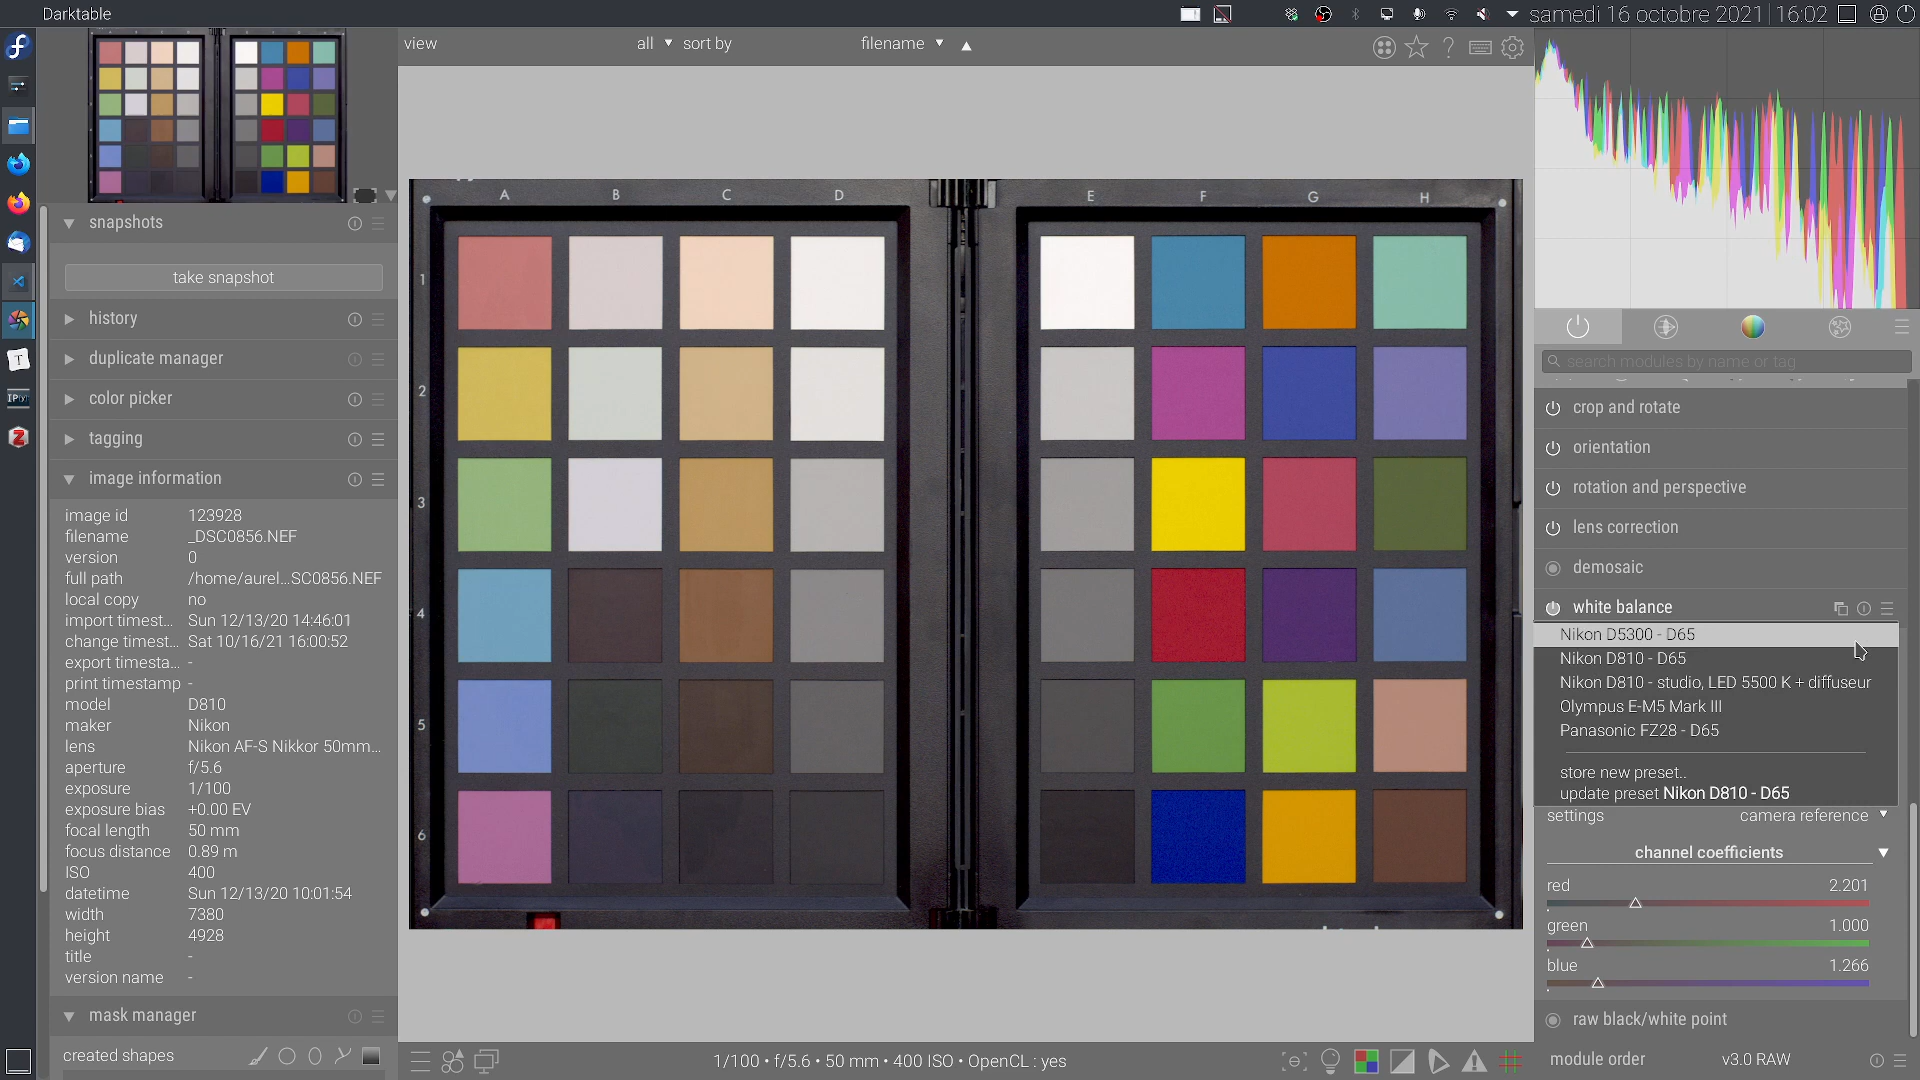 Darktable
samedi 16 octobre 2021 | 16:02
view
all
sort by
filename
snapshots
take snapshot
history
duplicate manager
color picker
tagging
image information
image id 123928
filename _DSC0856.NEF
version 0
full path /home/aurel...SC0856.NEF
local copy no
import timest... Sun 12/13/20 14:46:01
change timest... Sat 10/16/21 16:00:52
export timesta... -
print timestamp -
model D810
maker Nikon
lens Nikon AF-S Nikkor 50mm...
aperture f/5.6
exposure 1/100
exposure bias +0.00 EV
focal length 50 mm
focus distance 0.89 m
ISO 400
datetime Sun 12/13/20 10:01:54
width 7380
height 4928
title -
version name -
mask manager
created shapes
A B C D E F G H
1
2
3
4
5
6
1/100 • f/5.6 • 50 mm • 400 ISO • OpenCL : yes
search modules by name or tag
crop and rotate
orientation
rotation and perspective
lens correction
demosaic
white balance
Nikon D5300 - D65
Nikon D810 - D65
Nikon D810 - studio, LED 5500 K + diffuseur
Olympus E-M5 Mark III
Panasonic FZ28 - D65
store new preset..
update preset Nikon D810 - D65
settings camera reference
channel coefficients
red 2.201
green 1.000
blue 1.266
raw black/white point
module order v3.0 RAW